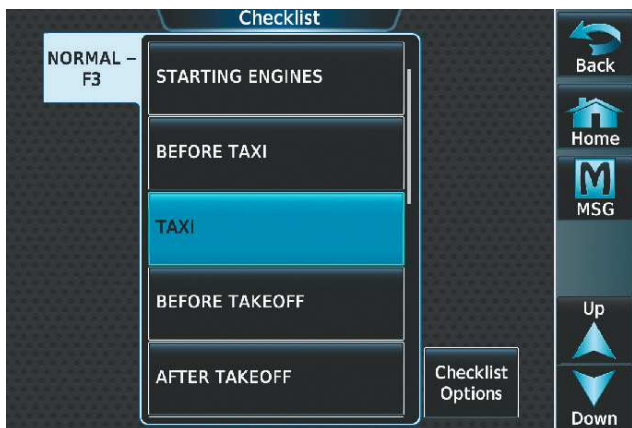 Checklist
NORMAL –
F3
STARTING ENGINES
BEFORE TAXI
TAXI
BEFORE TAKEOFF
AFTER TAKEOFF
Checklist
Options
Back
Home
MSG
Up
Down